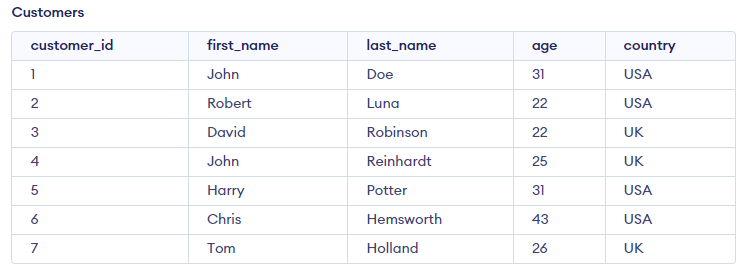 Customers
customer_id first_name last_name age country
1 John Doe 31 USA
2 Robert Luna 22 USA
3 David Robinson 22 UK
4 John Reinhardt 25 UK
5 Harry Potter 31 USA
6 Chris Hemsworth 43 USA
7 Tom Holland 26 UK